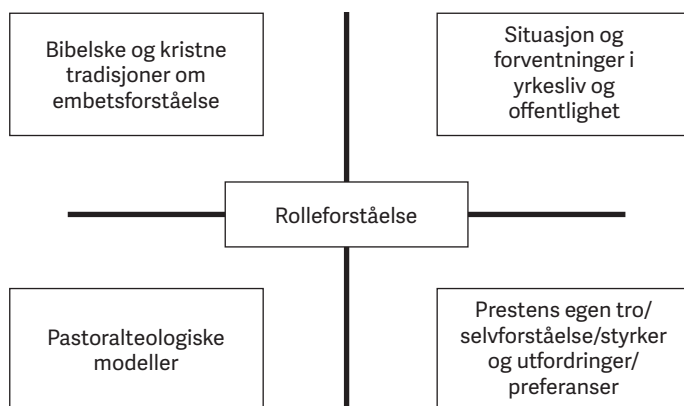 Bibelske og kristne
tradisjoner om
embetsforståelse
Situasjon og
forventninger i
yrkesliv og
offentlighet
Rolleforståelse
Pastoralteologiske
modeller
Prestens egen tro/
selvforståelse/styrker
og utfordringer/
preferanser